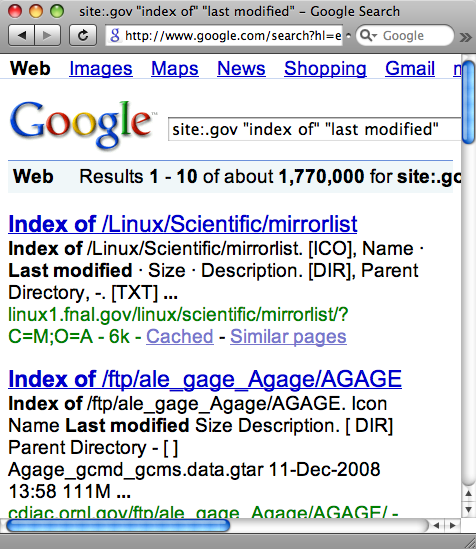 site:.gov "index of" "last modified" – Google Search
http://www.google.com/search?hl=e
Google
Web Images Maps News Shopping Gmail
Google™
site:.gov "index of" "last modified"
Web Results 1 - 10 of about 1,770,000 for site:.go
Index of /Linux/Scientific/mirrorlist
Index of /Linux/Scientific/mirrorlist. [ICO], Name ·
Last modified · Size · Description. [DIR], Parent
Directory, -. [TXT] ...
linux1.fnal.gov/linux/scientific/mirrorlist/?
C=M;O=A - 6k - Cached - Similar pages
Index of /ftp/ale_gage_Agage/AGAGE
Index of /ftp/ale_gage_Agage/AGAGE. Icon
Name Last modified Size Description. [ DIR]
Parent Directory - [ ]
Agage_gcmd_gcms.data.gtar 11-Dec-2008
13:58 111M ...
cdiac.ornl.gov/ftp/ale_gage_Agage/AGAGE/ -